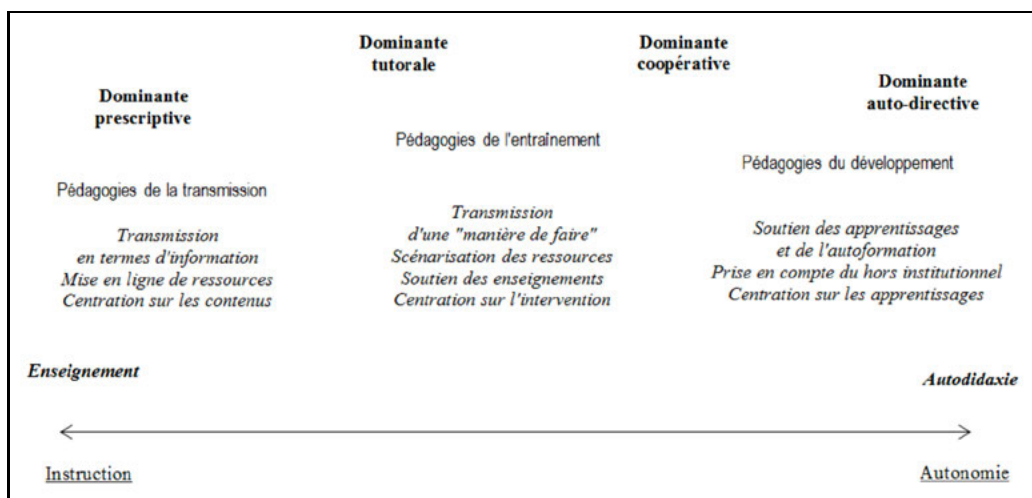 Dominante
tutorale
Dominante
coopérative
Dominante
prescriptive
Dominante
auto-directive
Pédagogies de l'entraînement
Pédagogies du développement
Pédagogies de la transmission
Transmission
en termes d'information
Mise en ligne de ressources
Centration sur les contenus
Transmission
d'une "manière de faire"
Scénarisation des ressources
Soutien des enseignements
Centration sur l'intervention
Soutien des apprentissages
et de l'autoformation
Prise en compte du hors institutionnel
Centration sur les apprentissages
Enseignement
Autodidaxie
Instruction
Autonomie